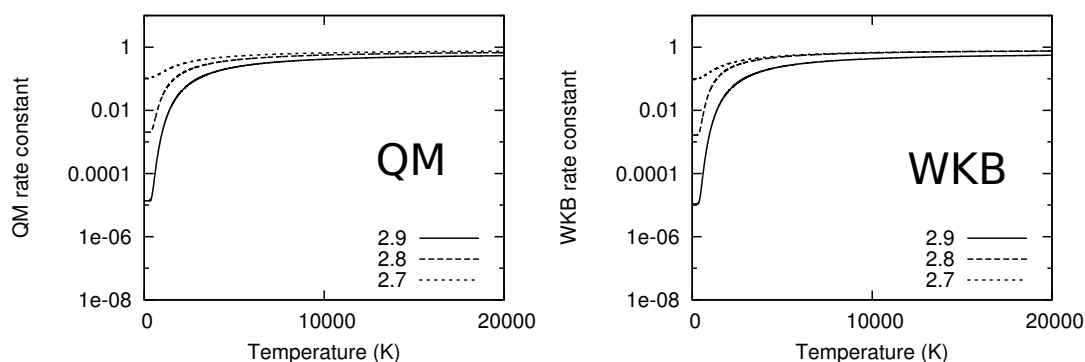 QM rate constant
1
0.01
0.0001
1e-06
1e-08
QM
2.9
2.8
2.7
0
10000
20000
Temperature (K)
WKB rate constant
1
0.01
0.0001
1e-06
1e-08
WKB
2.9
2.8
2.7
0
10000
20000
Temperature (K)